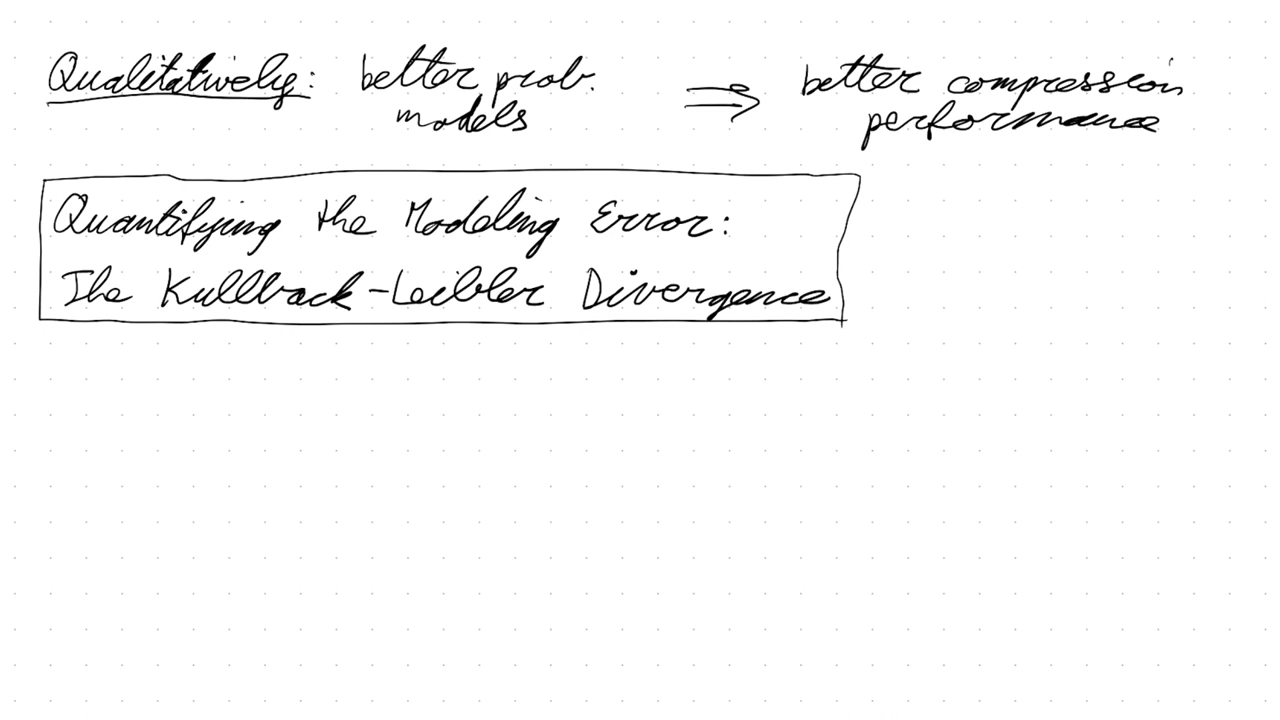 Qualitatively: better prob. models ⇒ better compression performance
Quantifying the Modeling Error:
The Kullback-Leibler Divergence